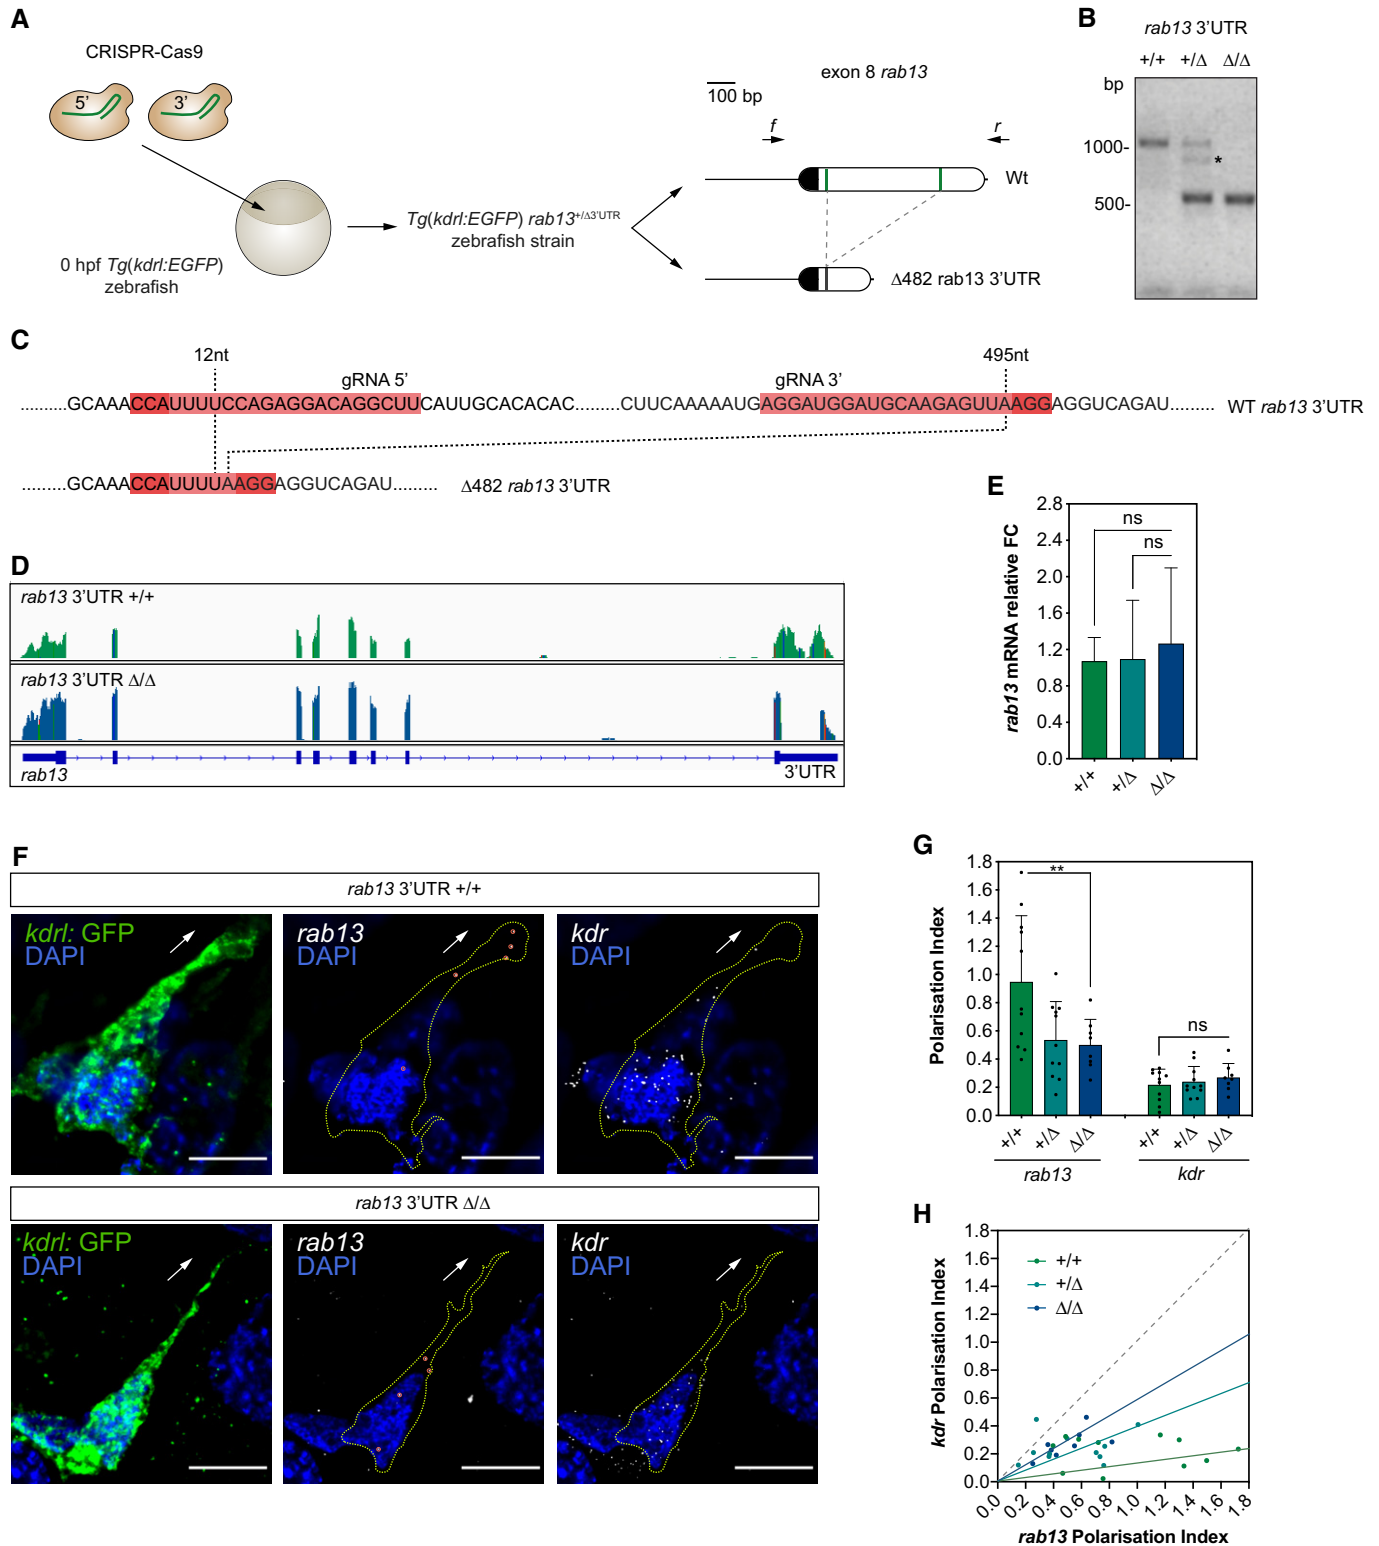 A
CRISPR-Cas9
5’
3’
0 hpf Tg(kdrl:EGFP)
zebrafish
Tg(kdrl:EGFP) rab13+/Δ3’UTR
zebrafish strain
exon 8 rab13
100 bp
f
r
Wt
Δ482 rab13 3’UTR
B
rab13 3’UTR
+/+ +/Δ Δ/Δ
bp
1000-
*
500-
C
12nt
495nt
gRNA 5’
gRNA 3’
..........GCAAACCAUUUUCCAGAGGACAGGCUUCAUUGCACACAC..........CUUCAAAAAUGAGGAUGGAUGCAAGAGUUAAGGAGGUCAGAU......... WT rab13 3’UTR
..........GCAAACCAUUUUAAGGAGGUCAGAU......... Δ482 rab13 3’UTR
D
rab13 3’UTR +/+
rab13 3’UTR Δ/Δ
rab13
3’UTR
E
rab13 mRNA relative FC
2.8
2.4
2.0
1.6
1.2
0.8
0.4
0.0
ns
ns
+/+
+/Δ
Δ/Δ
F
rab13 3’UTR +/+
kdrl: GFP
DAPI
rab13
DAPI
kdr
DAPI
rab13 3’UTR Δ/Δ
kdrl: GFP
DAPI
rab13
DAPI
kdr
DAPI
G
Polarisation Index
1.8
1.6
1.4
1.2
1.0
0.8
0.6
0.4
0.2
0.0
**
ns
+/+
+/Δ
Δ/Δ
+/+
+/Δ
Δ/Δ
rab13
kdr
H
kdr Polarisation Index
1.8
1.6
1.4
1.2
1.0
0.8
0.6
0.4
0.2
0.0
+/+
+/Δ
Δ/Δ
0.0 0.2 0.4 0.6 0.8 1.0 1.2 1.4 1.6 1.8
rab13 Polarisation Index